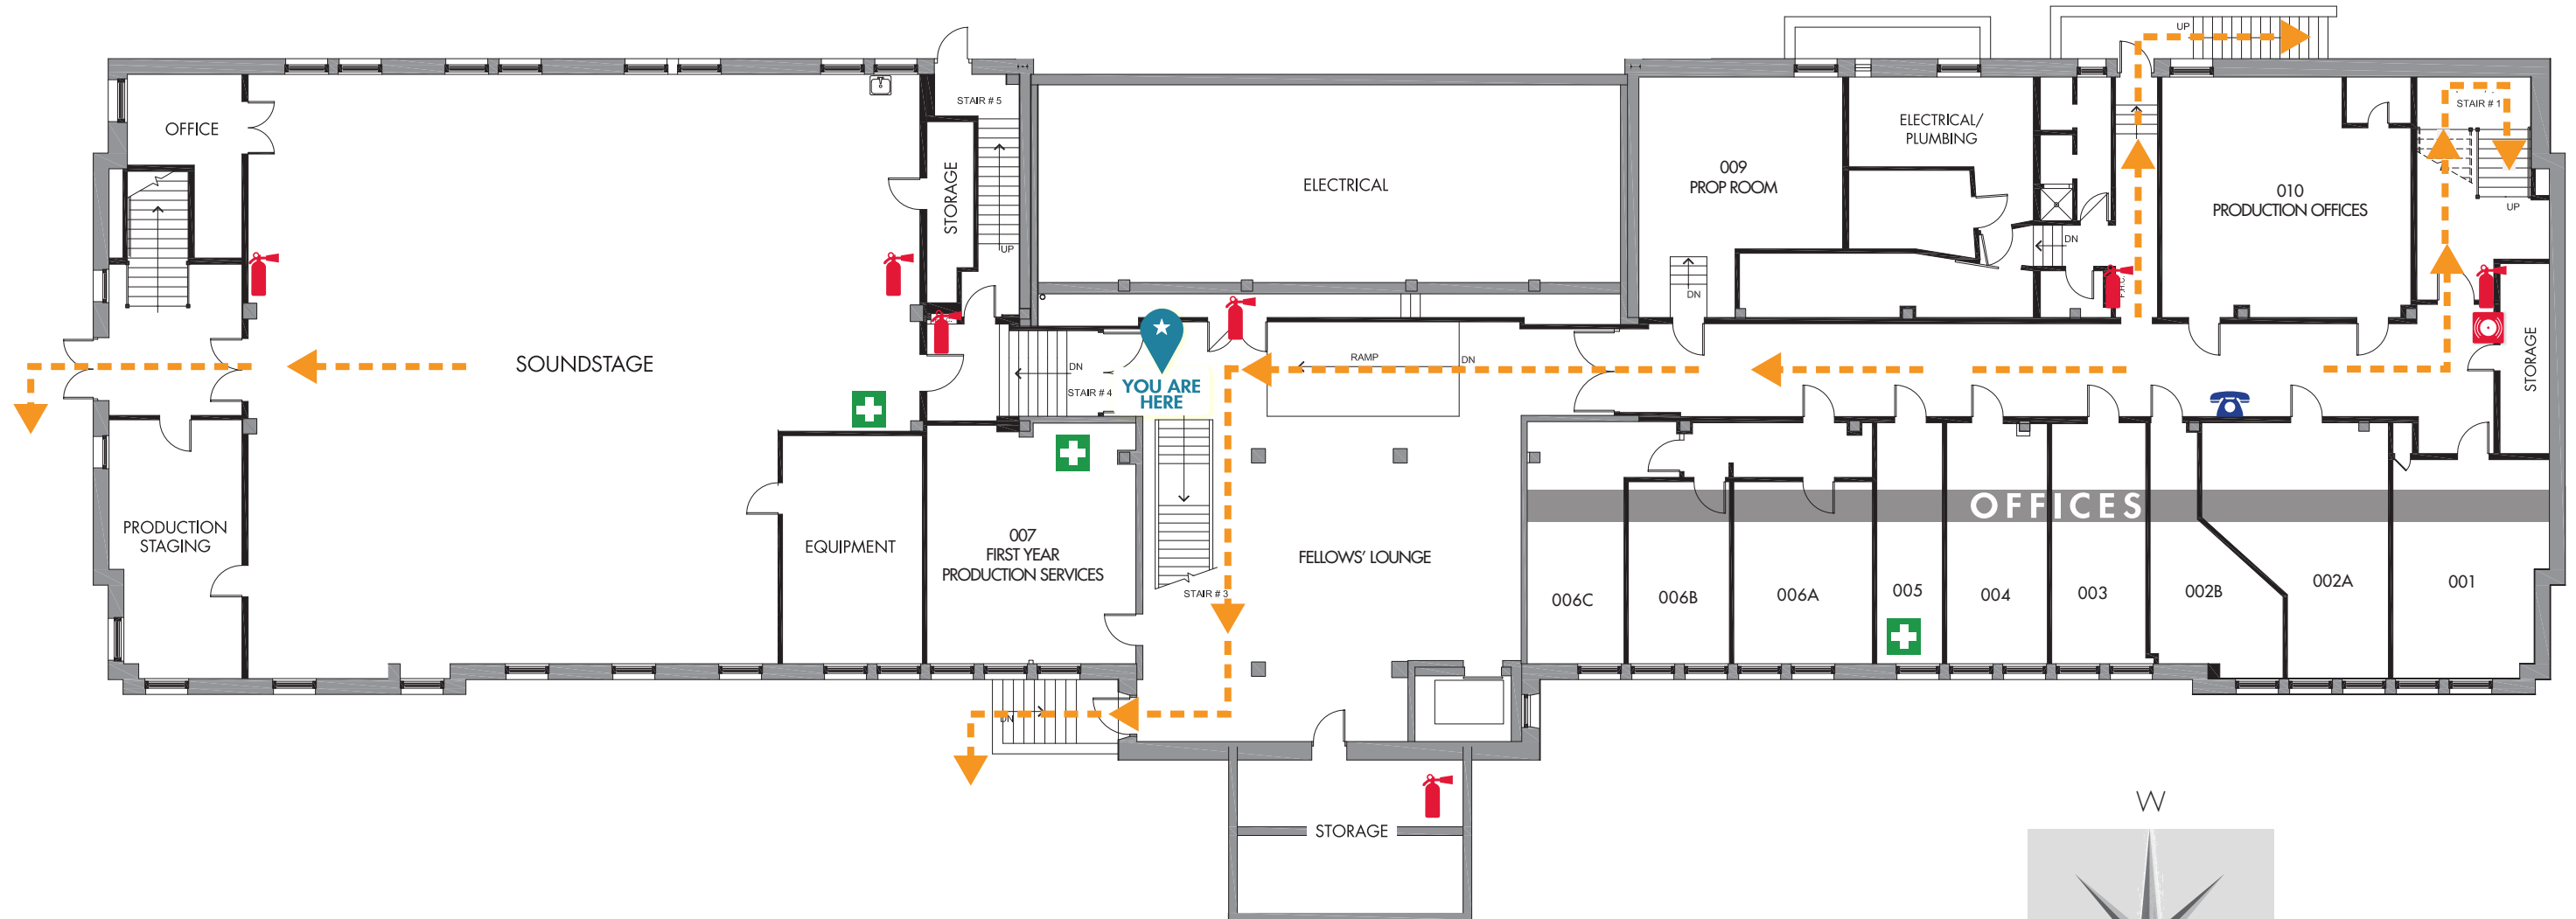 UP
STAIR # 5
STAIR # 1
OFFICE
ELECTRICAL/
PLUMBING
009
PROP ROOM
ELECTRICAL
STORAGE
010
PRODUCTION OFFICES
UP
UP
DN
DN
F.H.C.
SOUNDSTAGE
DN
STAIR # 4
YOU ARE
HERE
RAMP
DN
STORAGE
OFFICES
PRODUCTION
STAGING
EQUIPMENT
007
FIRST YEAR
PRODUCTION SERVICES
STAIR # 3
FELLOWS' LOUNGE
006C
006B
006A
005
004
003
002B
002A
001
DN
STORAGE
W